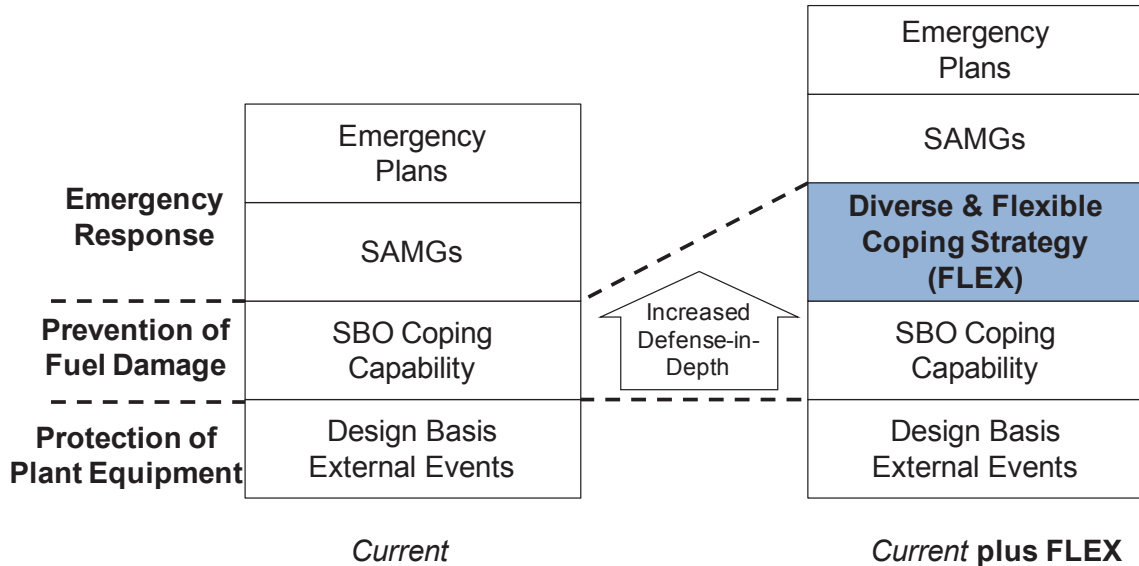 Emergency
Response
Prevention of
Fuel Damage
Protection of
Plant Equipment
Emergency
Plans
SAMGs
SBO Coping
Capability
Design Basis
External Events
Current
Increased
Defense-in-
Depth
Emergency
Plans
SAMGs
Diverse & Flexible
Coping Strategy
(FLEX)
SBO Coping
Capability
Design Basis
External Events
Current plus FLEX